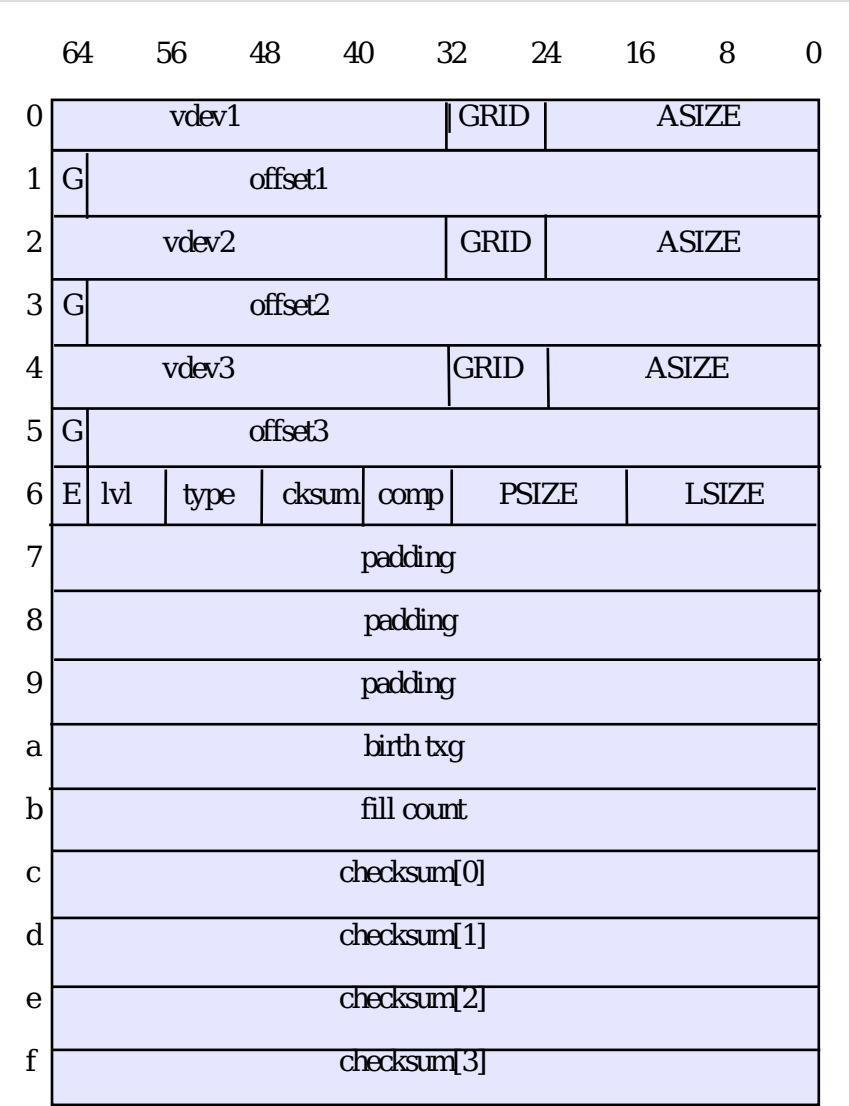 64 56 48 40 32 24 16 8 0
0 vdev1 GRID ASIZE
1 G offset1
2 vdev2 GRID ASIZE
3 G offset2
4 vdev3 GRID ASIZE
5 G offset3
6 E lvl type cksum comp PSIZE LSIZE
7 padding
8 padding
9 padding
a birth txg
b fill count
c checksum[0]
d checksum[1]
e checksum[2]
f checksum[3]